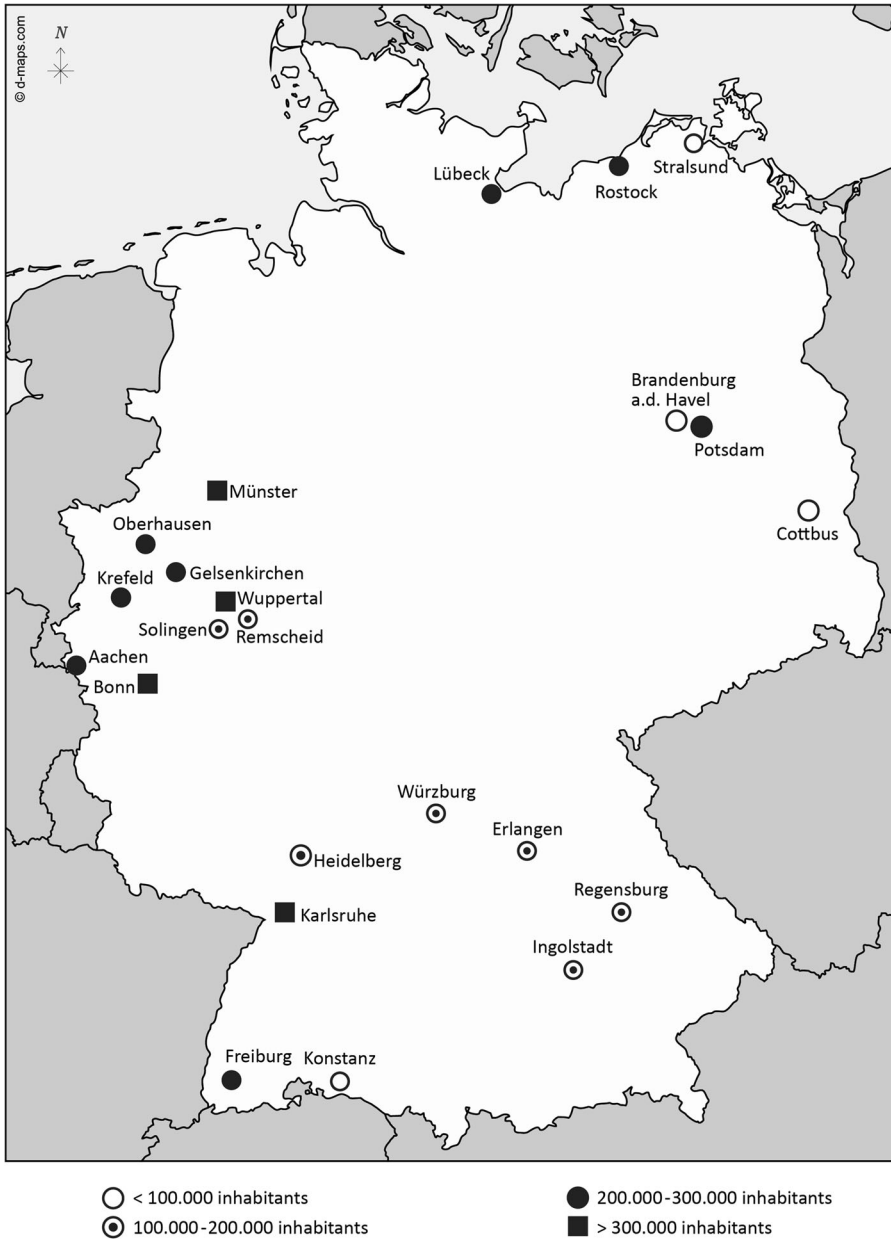 © d-maps.com
N
Lübeck
Rostock
Stralsund
Brandenburg
a.d. Havel
Potsdam
Münster
Cottbus
Oberhausen
Gelsenkirchen
Krefeld
Wuppertal
Solingen
Remscheid
Aachen
Bonn
Würzburg
Erlangen
Heidelberg
Regensburg
Karlsruhe
Ingolstadt
Freiburg
Konstanz
< 100.000 inhabitants
100.000-200.000 inhabitants
200.000-300.000 inhabitants
> 300.000 inhabitants